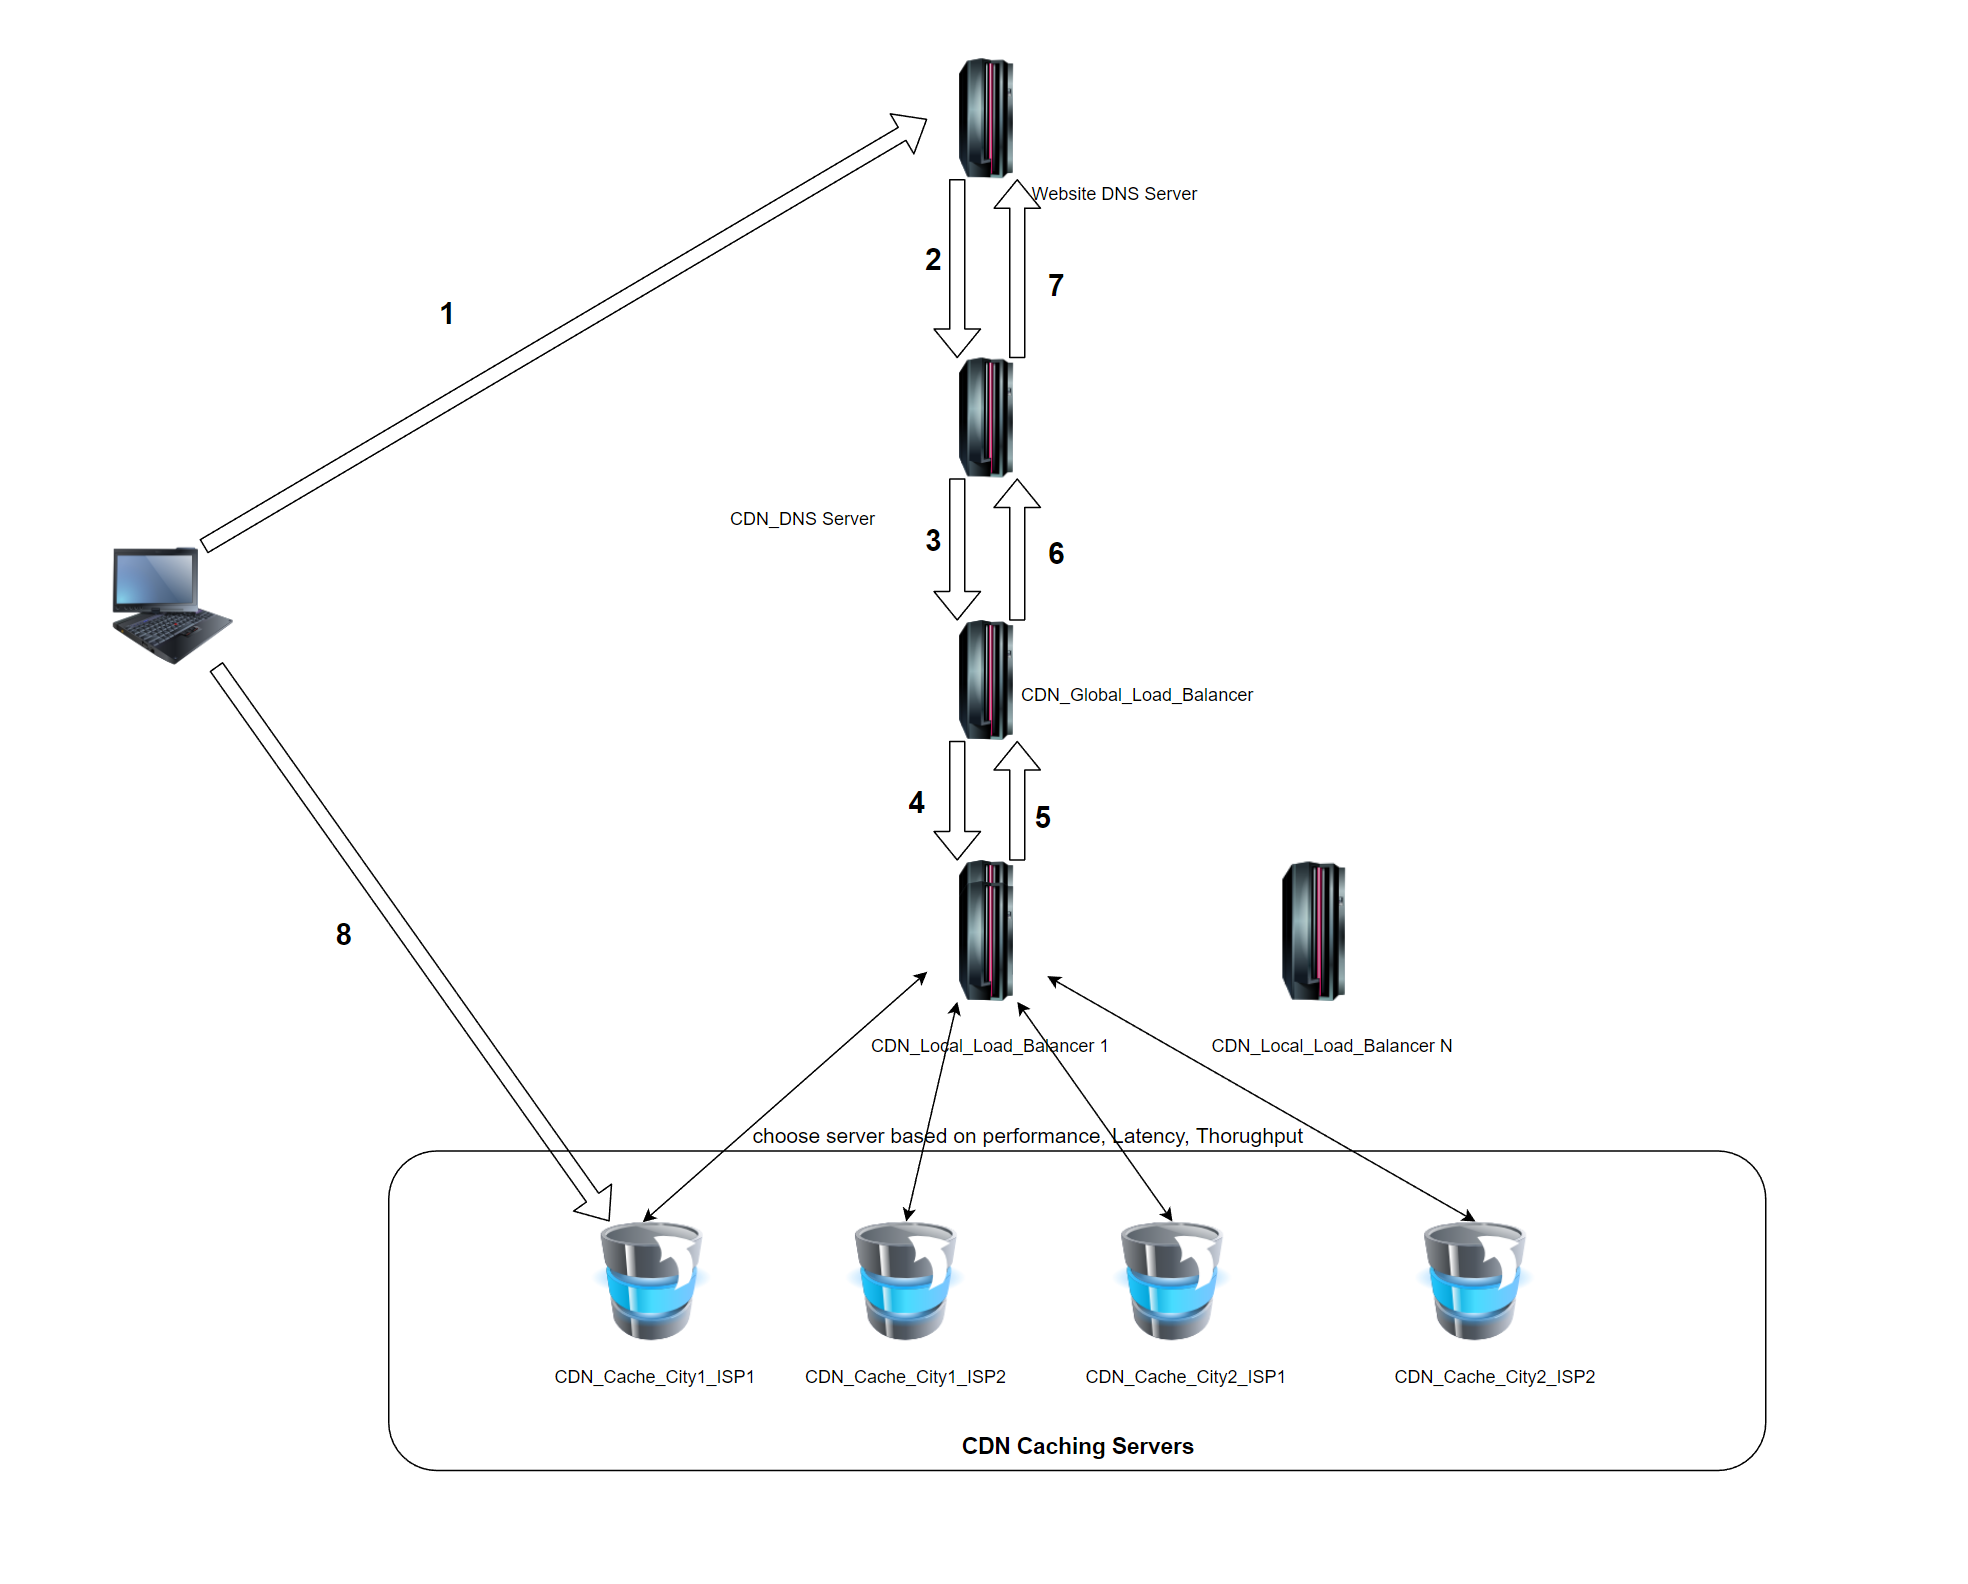 Website DNS Server
2
7
1
CDN_DNS Server
3
6
CDN_Global_Load_Balancer
4
5
8
CDN_Local_Load_Balancer 1
CDN_Local_Load_Balancer N
choose server based on performance, Latency, Thorughput
CDN_Cache_City1_ISP1
CDN_Cache_City1_ISP2
CDN_Cache_City2_ISP1
CDN_Cache_City2_ISP2
CDN Caching Servers